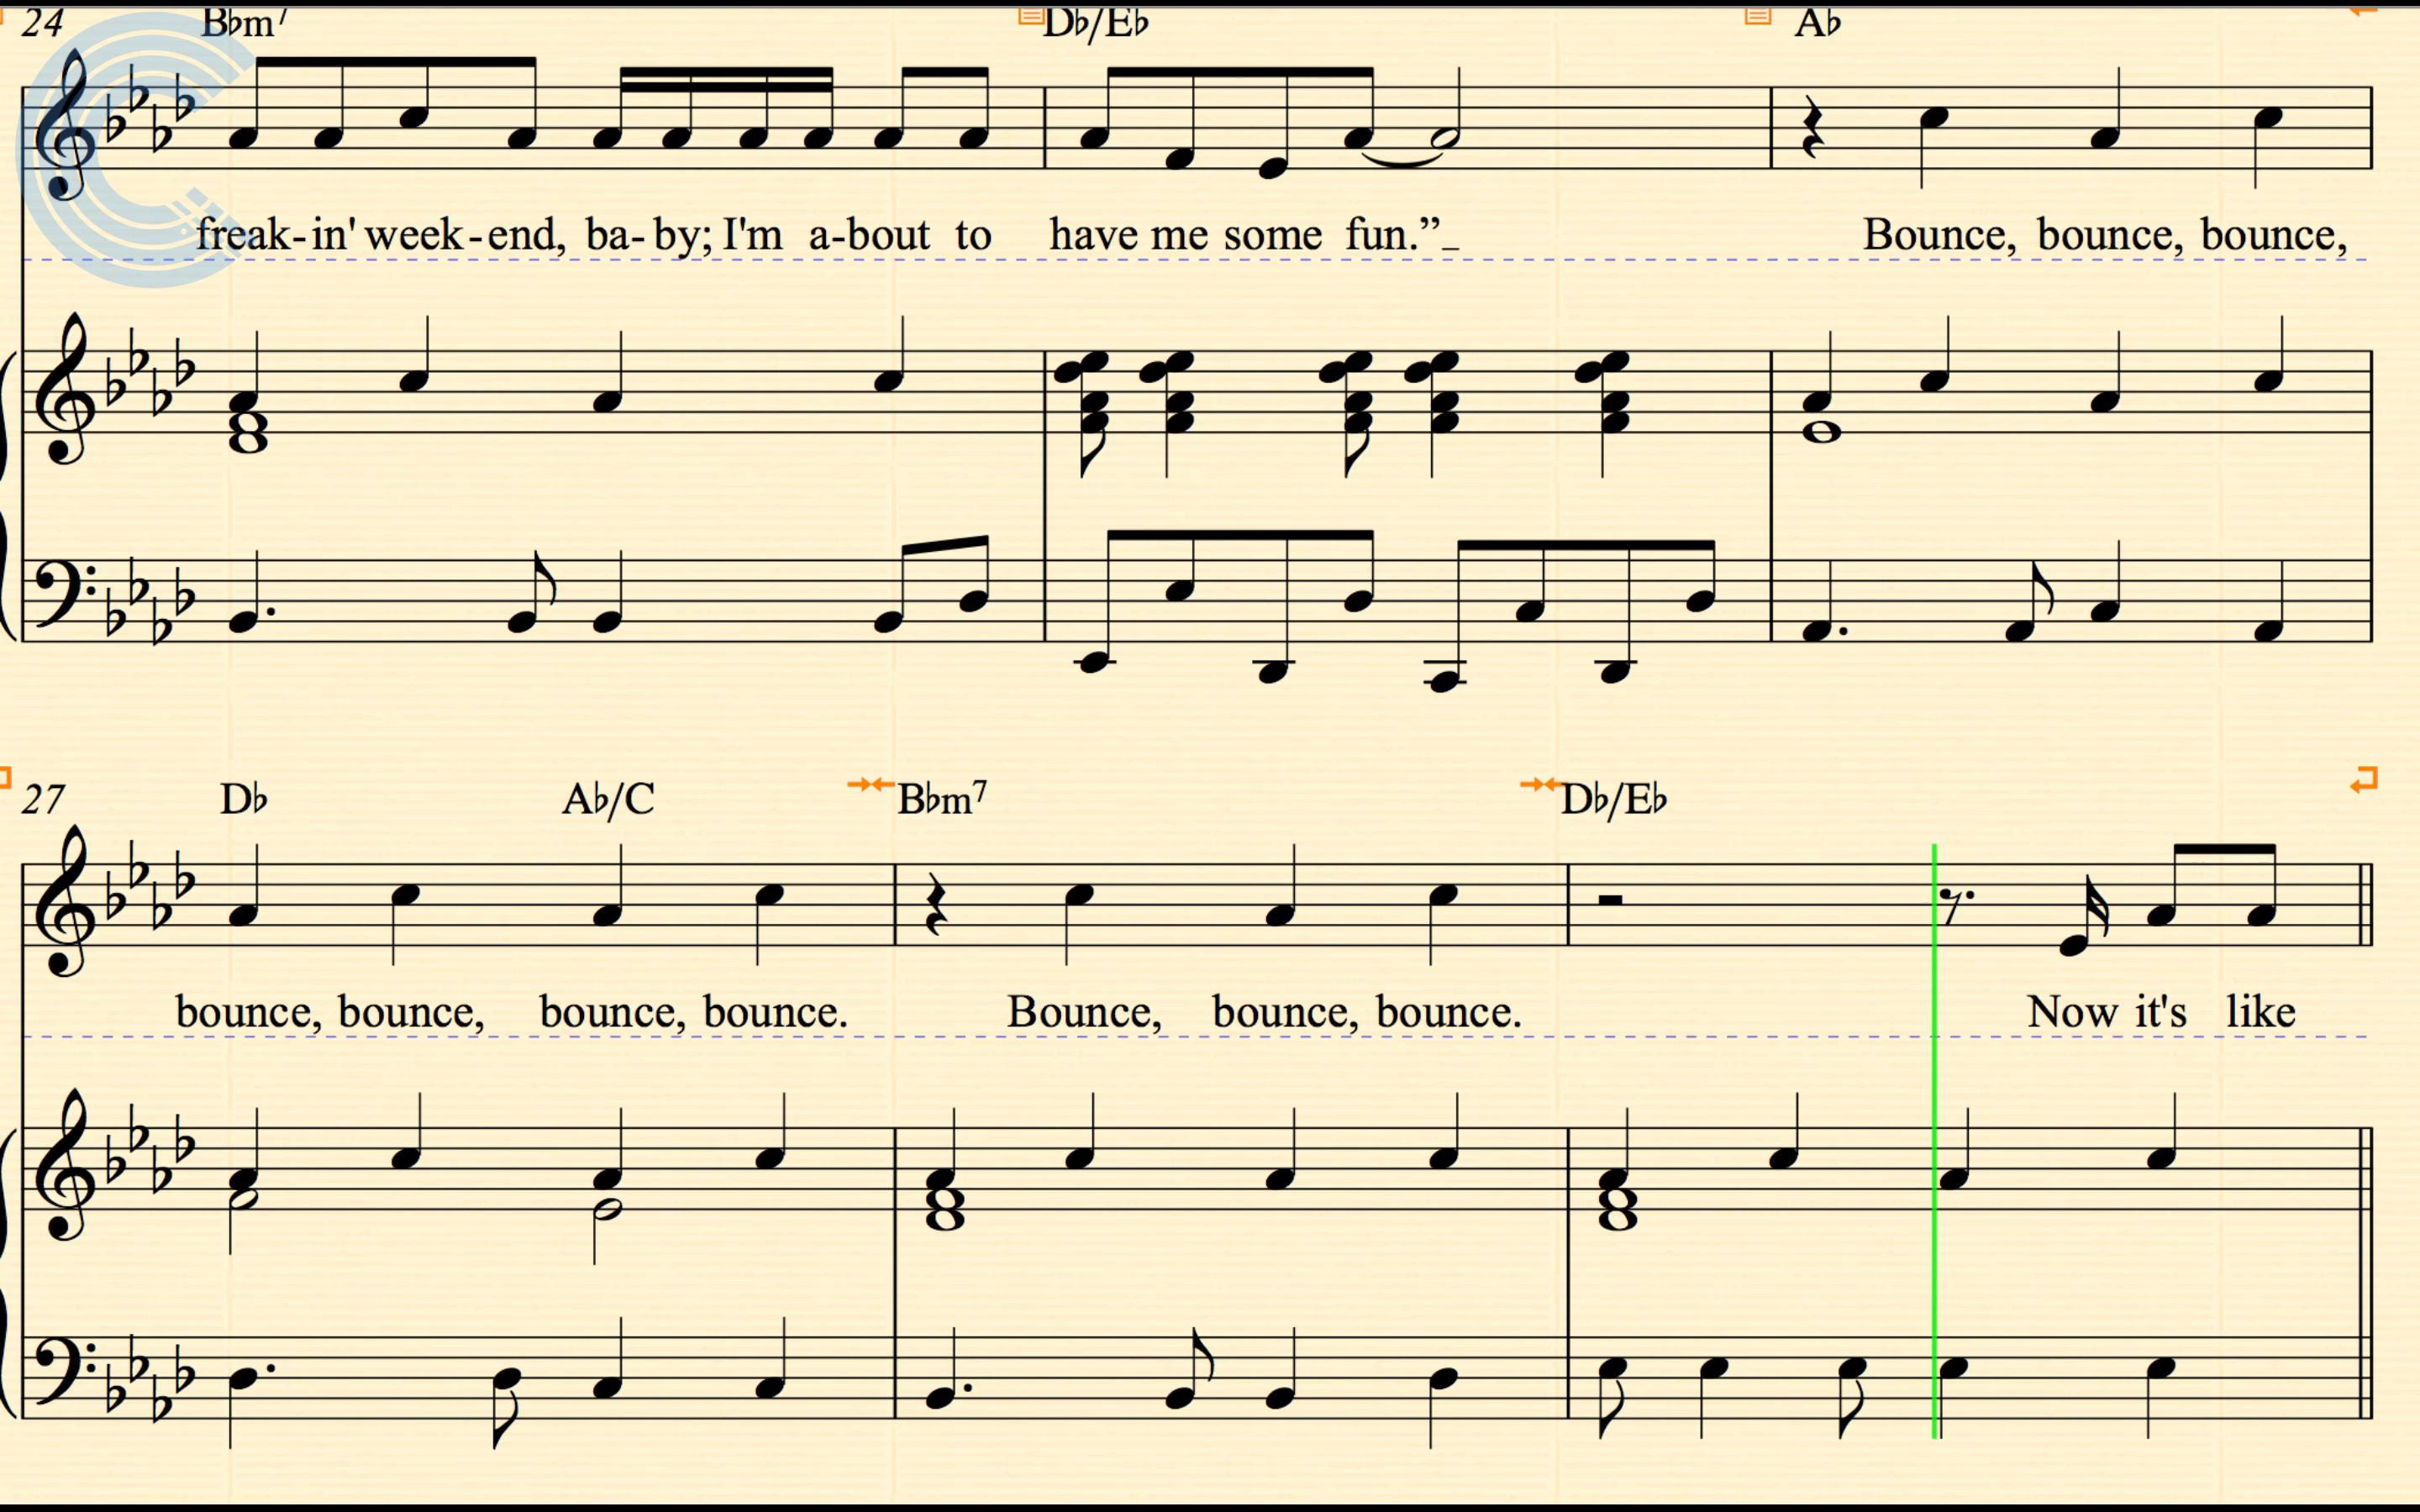 24 B♭m7 D♭/E♭ A♭
freak-in' week-end, ba-by; I'm a-bout to have me some fun.”_ Bounce, bounce, bounce,
27 D♭ A♭/C B♭m7 D♭/E♭
bounce, bounce, bounce, bounce. Bounce, bounce, bounce. Now it's like